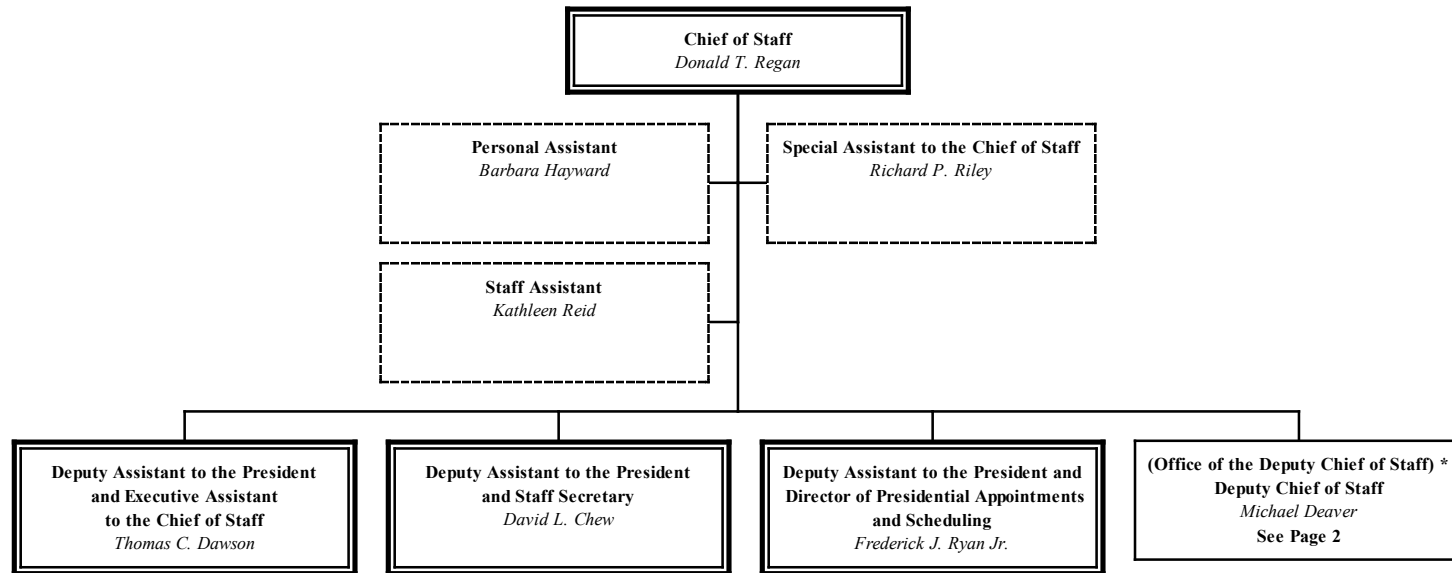 Chief of Staff
Donald T. Regan
Personal Assistant
Barbara Hayward
Special Assistant to the Chief of Staff
Richard P. Riley
Staff Assistant
Kathleen Reid
Deputy Assistant to the President
and Executive Assistant
to the Chief of Staff
Thomas C. Dawson
Deputy Assistant to the President
and Staff Secretary
David L. Chew
Deputy Assistant to the President and
Director of Presidential Appointments
and Scheduling
Frederick J. Ryan Jr.
(Office of the Deputy Chief of Staff) *
Deputy Chief of Staff
Michael Deaver
See Page 2